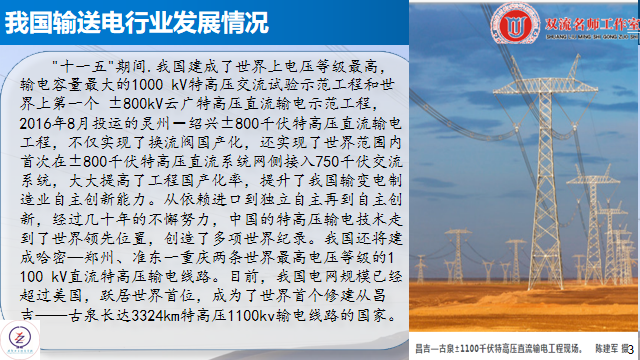 我国输送电行业发展情况
双流名师工作室
SHUANG LIU MING SHI GONG ZUO SHI
"十一五"期间.我国建成了世界上电压等级最高,
输电容量最大的1000 kV特高压交流试验示范工程和世
界上第一个 ±800kV云广特高压直流输电示范工程,
2016年8月投运的灵州一绍兴±800千伏特高压直流输电
工程，不仅实现了换流阀国产化，还实现了世界范围内
首次在±800千伏特高压直流系统网侧接入750千伏交流
系统，大大提高了工程国产化率，提升了我国输变电制
造业自主创新能力。从依赖进口到独立自主再到自主创
新，经过几十年的不懈努力，中国的特高压输电技术走
到了世界领先位置，创造了多项世界纪录。我国还将建
成哈密—郑州、准东一重庆两条世界最高电压等级的1
100 kV直流特高压输电线路。目前，我国电网规模已经
超过美国，跃居世界首位，成为了世界首个修建从昌
吉——古泉长达3324km特高压1100kv输电线路的国家。
昌吉—古泉±1100千伏特高压直流输电工程现场。 陈建军 摄
3